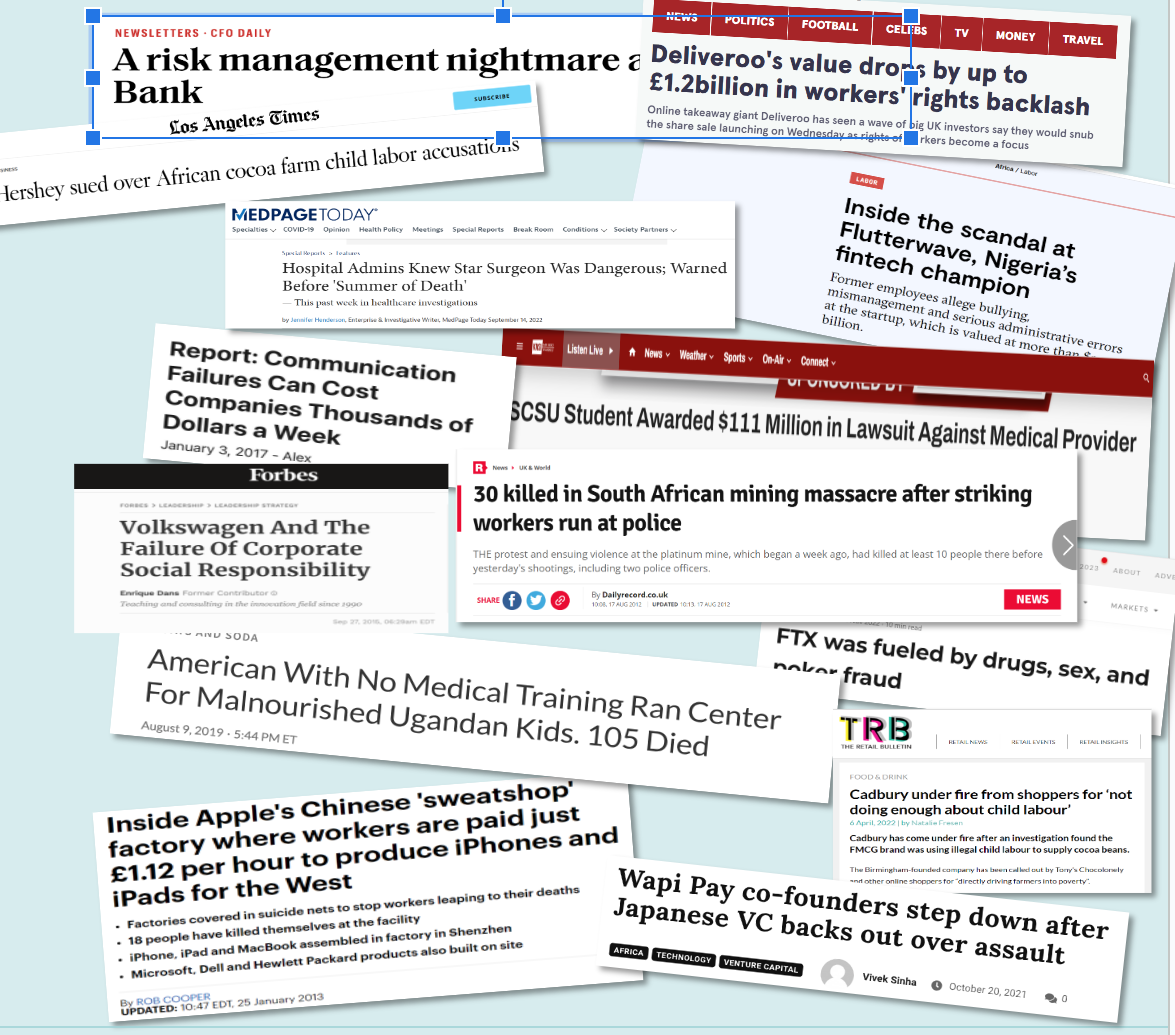 NEWSLETTERS · CFO DAILY
A risk management nightmare a
Bank
SUBSCRIBE
Los Angeles Times
Hershey sued over African cocoa farm child labor accusations
NEWS
POLITICS
FOOTBALL
CELEBS
TV
MONEY
TRAVEL
Deliveroo's value drops by up to
£1.2billion in workers' rights backlash
Online takeaway giant Deliveroo has seen a wave of big UK investors say they would snub
the share sale launching on Wednesday as rights of workers become a focus
Africa / Labor
LABOR
Inside the scandal at
Flutterwave, Nigeria's
fintech champion
Former employees allege bullying,
mismanagement and serious administrative errors
at the startup, which is valued at more than $
billion.
MEDPAGETODAY®
Specialties COVID-19 Opinion Health Policy Meetings Special Reports Break Room Conditions Society Partners
Special Reports > Features
Hospital Admins Knew Star Surgeon Was Dangerous; Warned
Before 'Summer of Death'
— This past week in healthcare investigations
by Jennifer Henderson, Enterprise & Investigative Writer, MedPage Today September 14, 2022
Report: Communication
Failures Can Cost
Companies Thousands of
Dollars a Week
January 3, 2017 - Alex
Listen Live News Weather Sports On-Air Connect
SPONSORED BY
SCSU Student Awarded $111 Million in Lawsuit Against Medical Provider
Forbes
FORBES > LEADERSHIP > LEADERSHIP STRATEGY
Volkswagen And The
Failure Of Corporate
Social Responsibility
Enrique Dans Former Contributor
Teaching and consulting in the innovation field since 1990
Sep 27, 2015, 06:29am EDT
R News UK & World
30 killed in South African mining massacre after striking
workers run at police
THE protest and ensuing violence at the platinum mine, which began a week ago, had killed at least 10 people there before
yesterday's shootings, including two police officers.
SHARE
By Dailyrecord.co.uk
10:08, 17 AUG 2012 | UPDATED 10:13, 17 AUG 2012
NEWS
2023 ABOUT ADVE
MARKETS
10 min read
FTX was fueled by drugs, sex, and
poker fraud
AND SODA
American With No Medical Training Ran Center
For Malnourished Ugandan Kids. 105 Died
August 9, 2019 · 5:44 PM ET
TRB
THE RETAIL BULLETIN
RETAIL NEWS
RETAIL EVENTS
RETAIL INSIGHTS
FOOD & DRINK
Cadbury under fire from shoppers for 'not
doing enough about child labour'
6 April, 2022 | by Natalie Fresen
Cadbury has come under fire after an investigation found the
FMCG brand was using illegal child labour to supply cocoa beans.
The Birmingham-founded company has been called out by Tony's Chocolonely
and other online shoppers for "directly driving farmers into poverty".
Inside Apple's Chinese 'sweatshop'
factory where workers are paid just
£1.12 per hour to produce iPhones and
iPads for the West
• Factories covered in suicide nets to stop workers leaping to their deaths
• 18 people have killed themselves at the facility
• iPhone, iPad and MacBook assembled in factory in Shenzhen
• Microsoft, Dell and Hewlett Packard products also built on site
By ROB COOPER
UPDATED: 10:47 EDT, 25 January 2013
Wapi Pay co-founders step down after
Japanese VC backs out over assault
AFRICA
TECHNOLOGY
VENTURE CAPITAL
Vivek Sinha
October 20, 2021
0